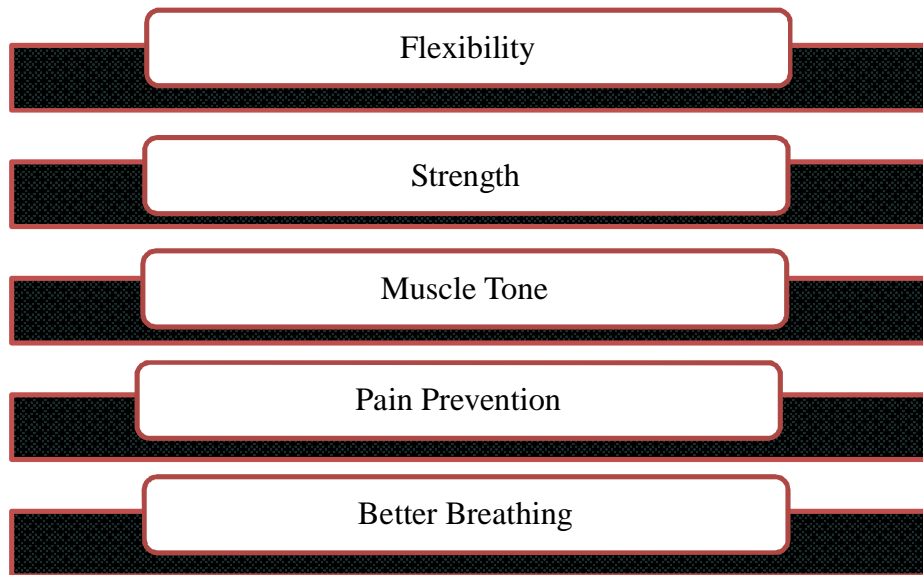 Flexibility
Strength
Muscle Tone
Pain Prevention
Better Breathing